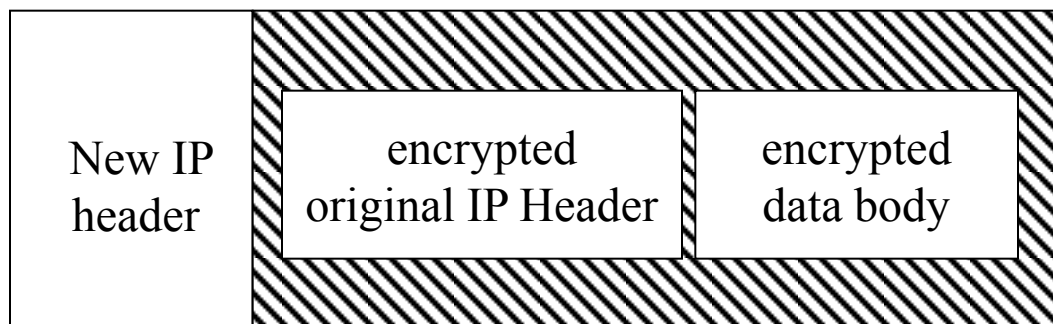 New IP
header
encrypted
original IP Header
encrypted
data body